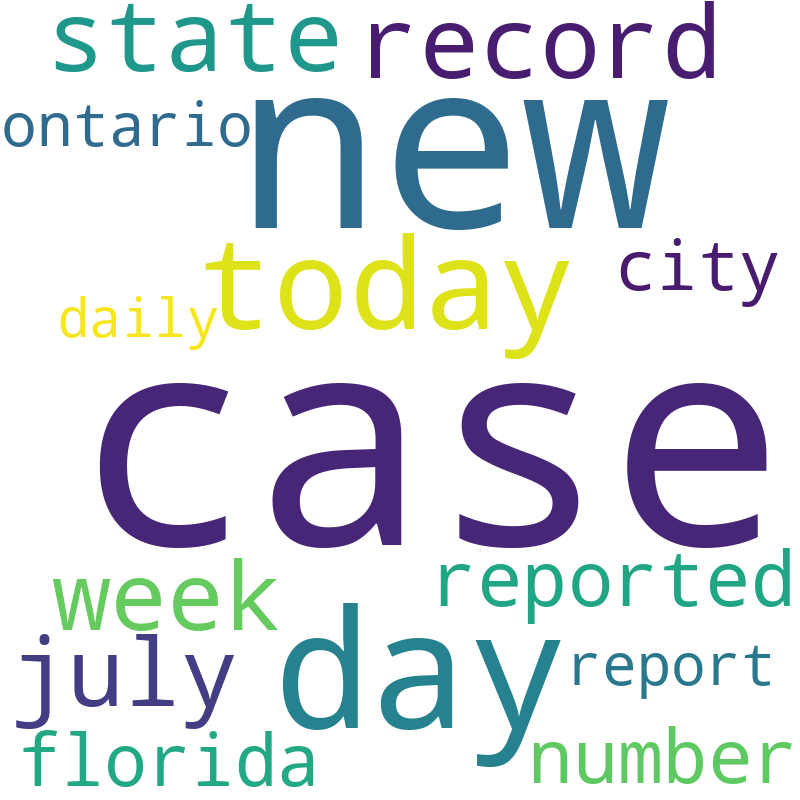 state record
ontario new
today city
daily
case
week reported
july day report
florida number